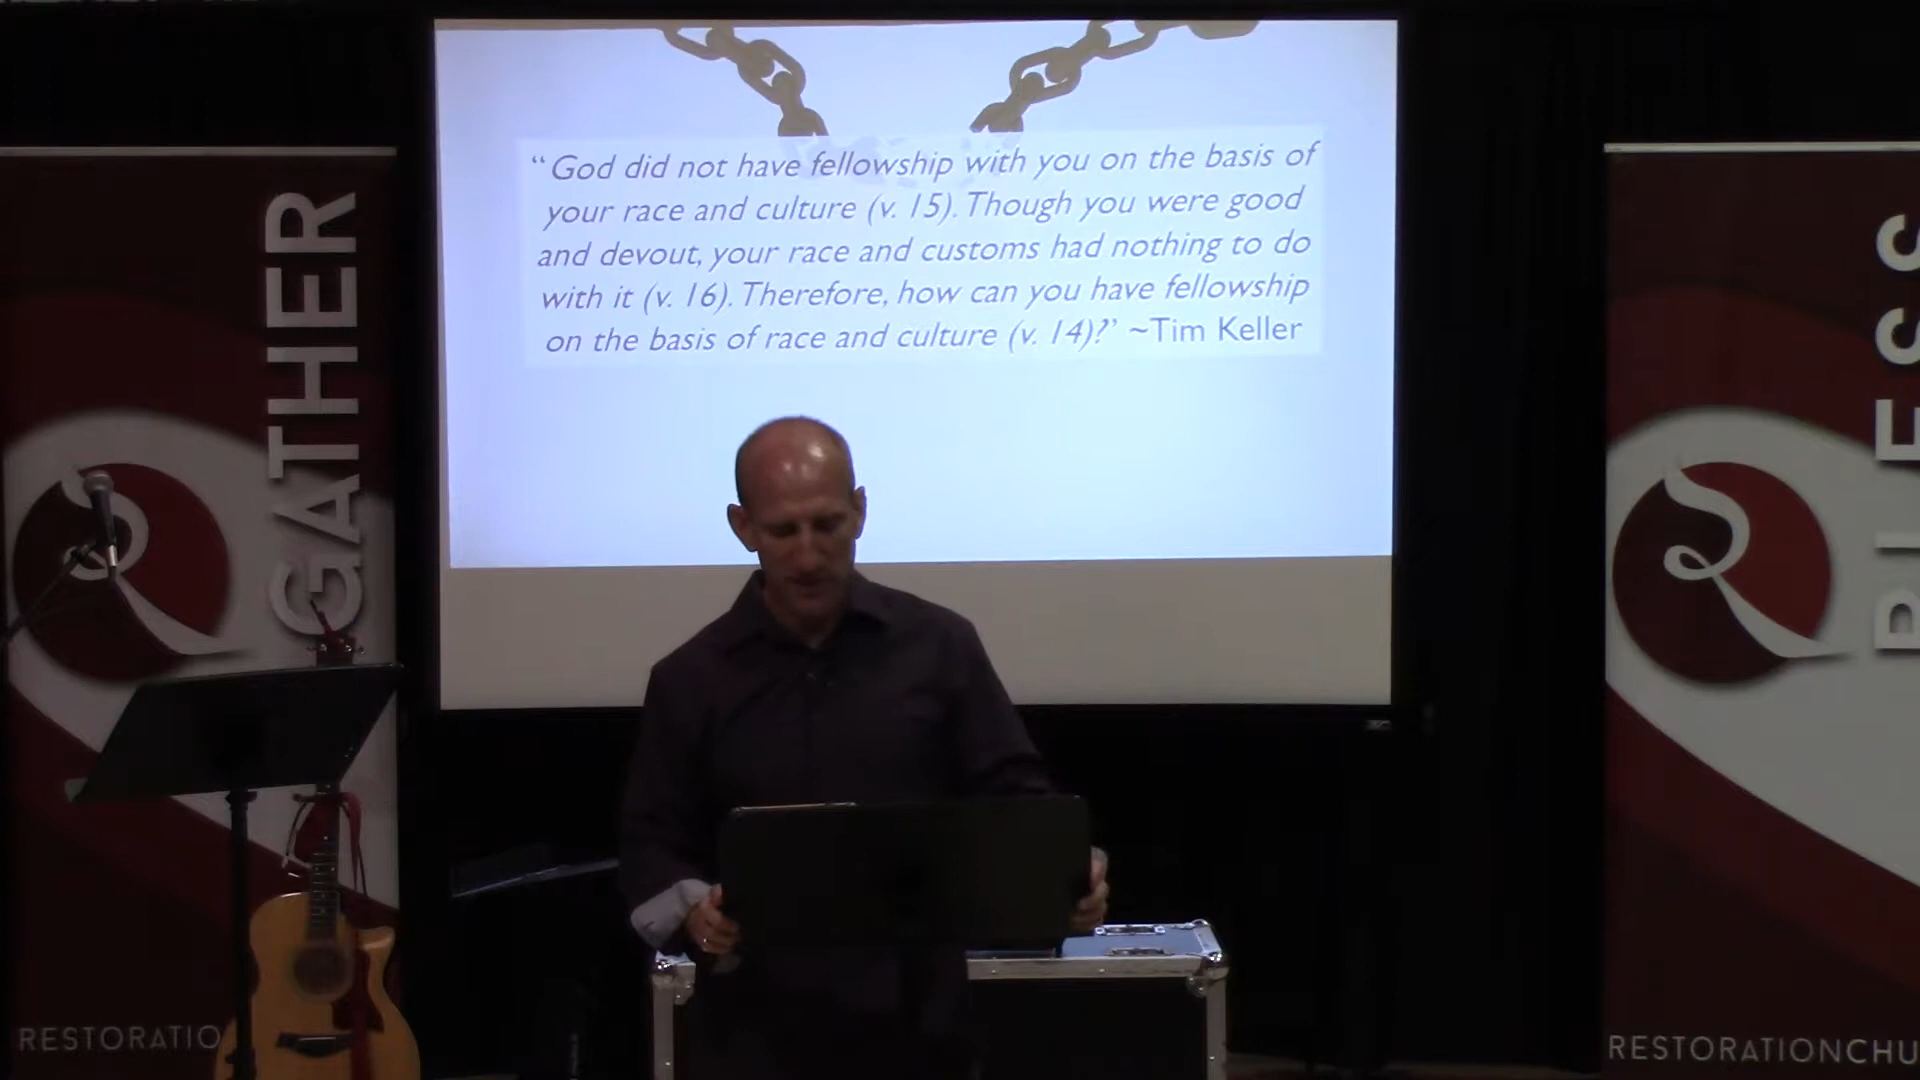 “God did not have fellowship with you on the basis of
your race and culture (v. 15). Though you were good
and devout, your race and customs had nothing to do
with it (v. 16). Therefore, how can you have fellowship
on the basis of race and culture (v. 14)?” ~Tim Keller
GATHER
RESTORATIO
BLESS
RESTORATIONCHU